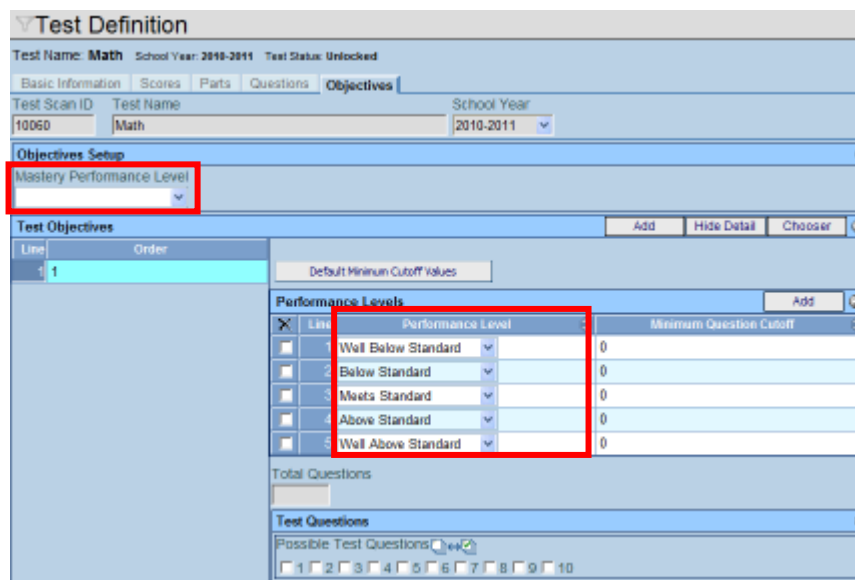 Test Definition
Test Name: Math School Year: 2010-2011 Test Status: Unlocked
Basic Information Scores Parts Questions Objectives
Test Scan ID Test Name School Year
10060 Math 2010-2011
Objectives Setup
Mastery Performance Level
Test Objectives Add Hide Detail Chooser
Line Order
1 1
Default Minimum Cutoff Values
Performance Levels Add
X Line Performance Level Minimum Question Cutoff
1 Well Below Standard 0
2 Below Standard 0
3 Meets Standard 0
4 Above Standard 0
5 Well Above Standard 0
Total Questions
Test Questions
Possible Test Questions
1 2 3 4 5 6 7 8 9 10